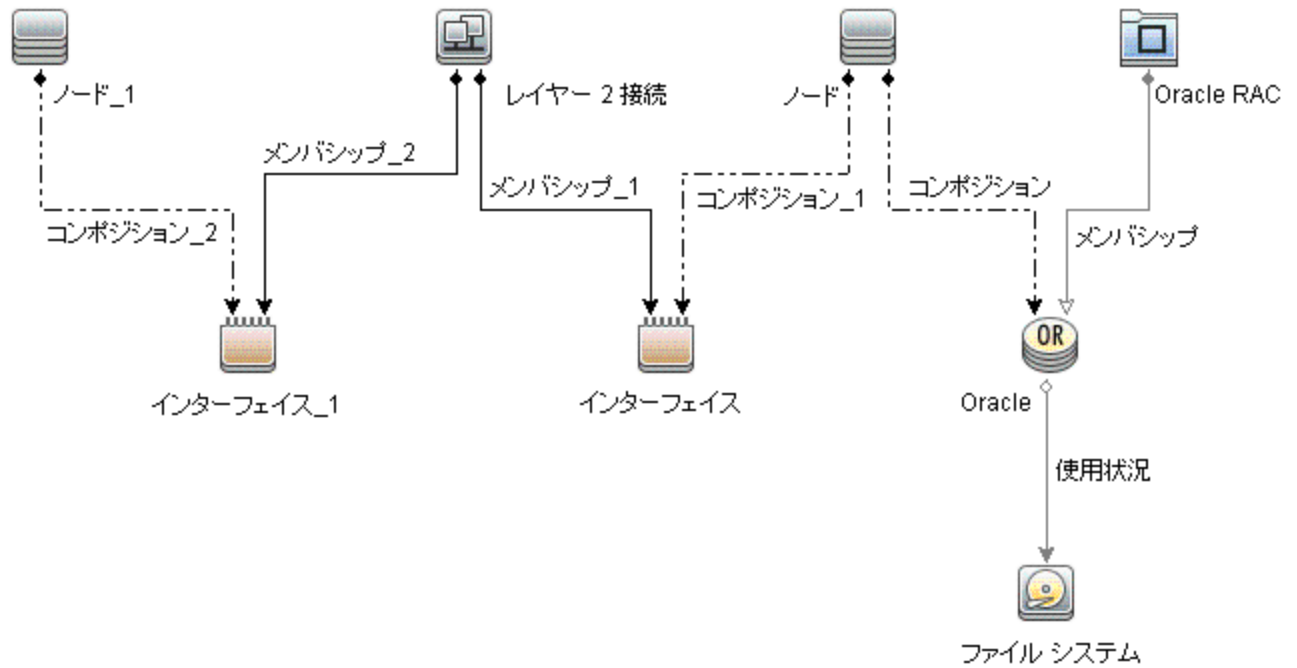 ノード_1
レイヤー 2 接続
ノード
Oracle RAC
メンバシップ_2
メンバシップ_1
コンポジション_1
コンポジション
コンポジション_2
メンバシップ
OR
インターフェイス_1
インターフェイス
Oracle
使用状況
ファイル システム